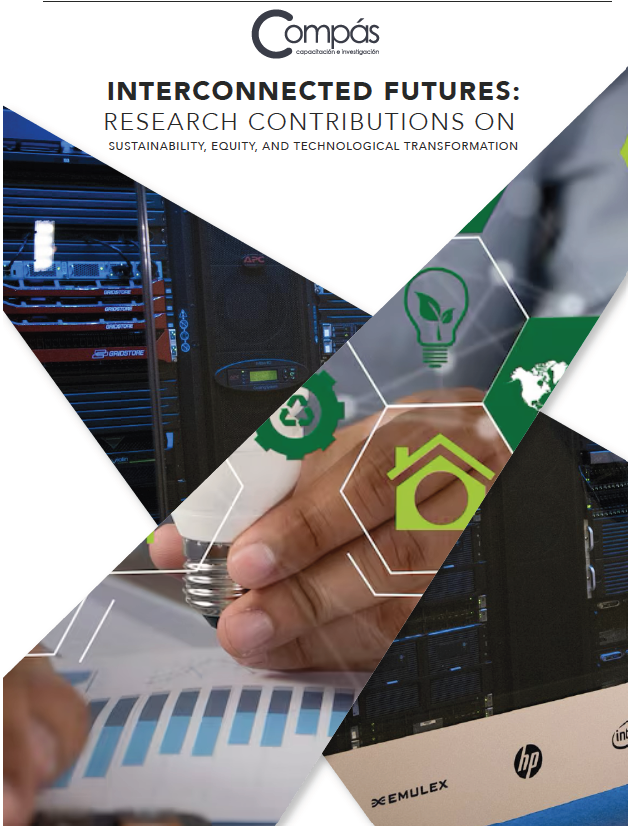 Compás
capacitación e investigación
INTERCONNECTED FUTURES:
RESEARCH CONTRIBUTIONS ON
SUSTAINABILITY, EQUITY, AND TECHNOLOGICAL TRANSFORMATION
APC
GRIDSTORE
GRIDSTORE
GRIDSTORE
GRIDSTORE
hp
EMULEX